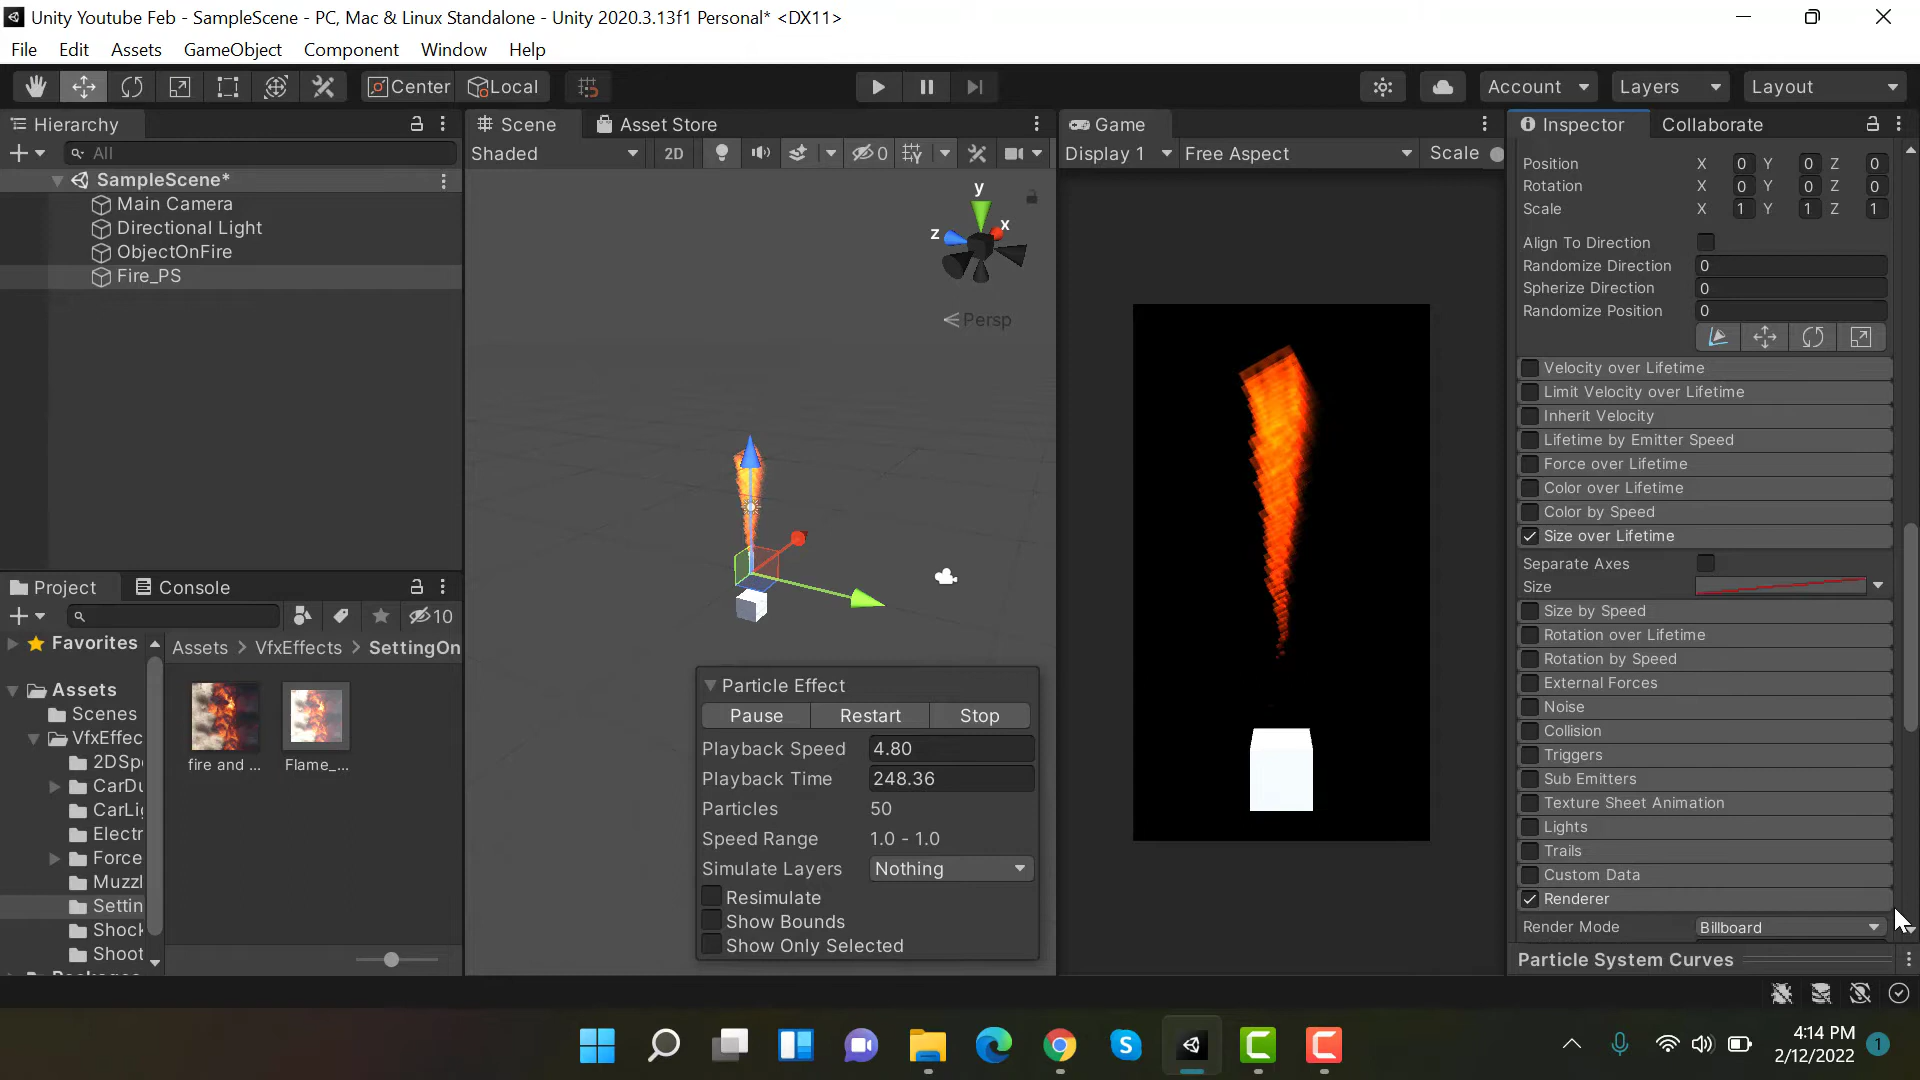 Unity Youtube Feb - SampleScene - PC, Mac & Linux Standalone - Unity 2020.3.13f1 Personal* <DX11>
File Edit Assets GameObject Component Window Help
Center Local Account Layers Layout
Hierarchy
All
SampleScene*
Main Camera
Directional Light
ObjectOnFire
Fire_PS
Scene Asset Store
Shaded 2D 0
y
x
z
Persp
Particle Effect
Pause Restart Stop
Playback Speed 4.80
Playback Time 248.36
Particles 50
Speed Range 1.0 - 1.0
Simulate Layers Nothing
Resimulate
Show Bounds
Show Only Selected
Game
Display 1 Free Aspect Scale
Project Console
10
Favorites
Assets
Scenes
VfxEffec
2DSp
CarDu
CarLi
Electr
Force
Muzzl
Settin
Shock
Shoot
Assets > VfxEffects > SettingOn
fire and ... Flame_...
Inspector Collaborate
Position X 0 Y 0 Z 0
Rotation X 0 Y 0 Z 0
Scale X 1 Y 1 Z 1
Align To Direction
Randomize Direction 0
Spherize Direction 0
Randomize Position 0
Velocity over Lifetime
Limit Velocity over Lifetime
Inherit Velocity
Lifetime by Emitter Speed
Force over Lifetime
Color over Lifetime
Color by Speed
Size over Lifetime
Separate Axes
Size
Size by Speed
Rotation over Lifetime
Rotation by Speed
External Forces
Noise
Collision
Triggers
Sub Emitters
Texture Sheet Animation
Lights
Trails
Custom Data
Renderer
Render Mode Billboard
Particle System Curves
4:14 PM
2/12/2022
1